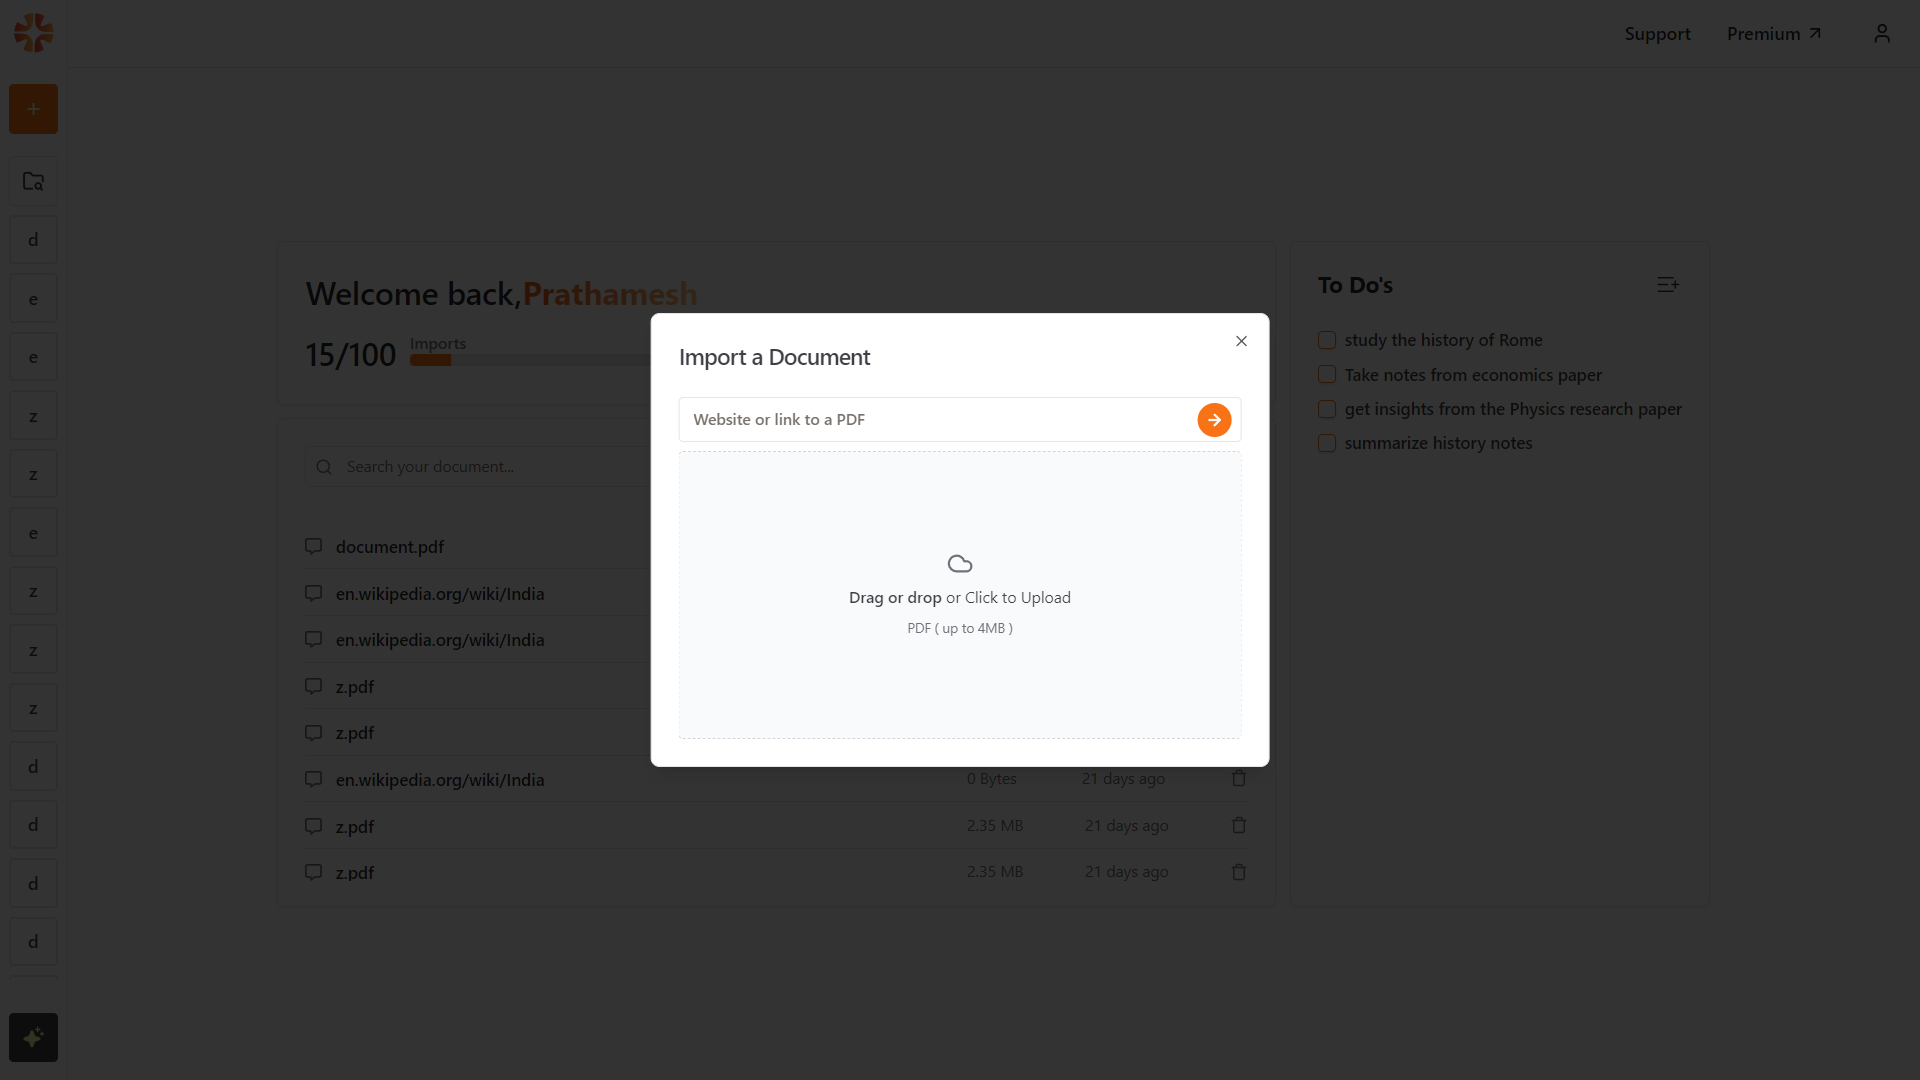 Support
Premium
+
d
e
e
z
z
e
z
z
z
d
d
d
d
Welcome back,Prathamesh
15/100
Imports
Search your document...
document.pdf
en.wikipedia.org/wiki/India
en.wikipedia.org/wiki/India
z.pdf
z.pdf
en.wikipedia.org/wiki/India 0 Bytes 21 days ago
z.pdf 2.35 MB 21 days ago
z.pdf 2.35 MB 21 days ago
Import a Document
Website or link to a PDF
Drag or drop or Click to Upload
PDF ( up to 4MB )
To Do's
study the history of Rome
Take notes from economics paper
get insights from the Physics research paper
summarize history notes